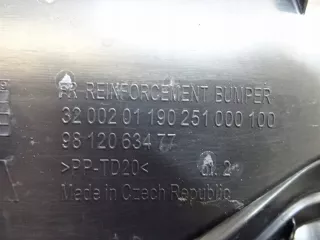 PR REINFORCEMENT BUMPER
32 002 01 190 251 000 100
98 120 634 77
>PP-TD20<
Made in Czech Republic